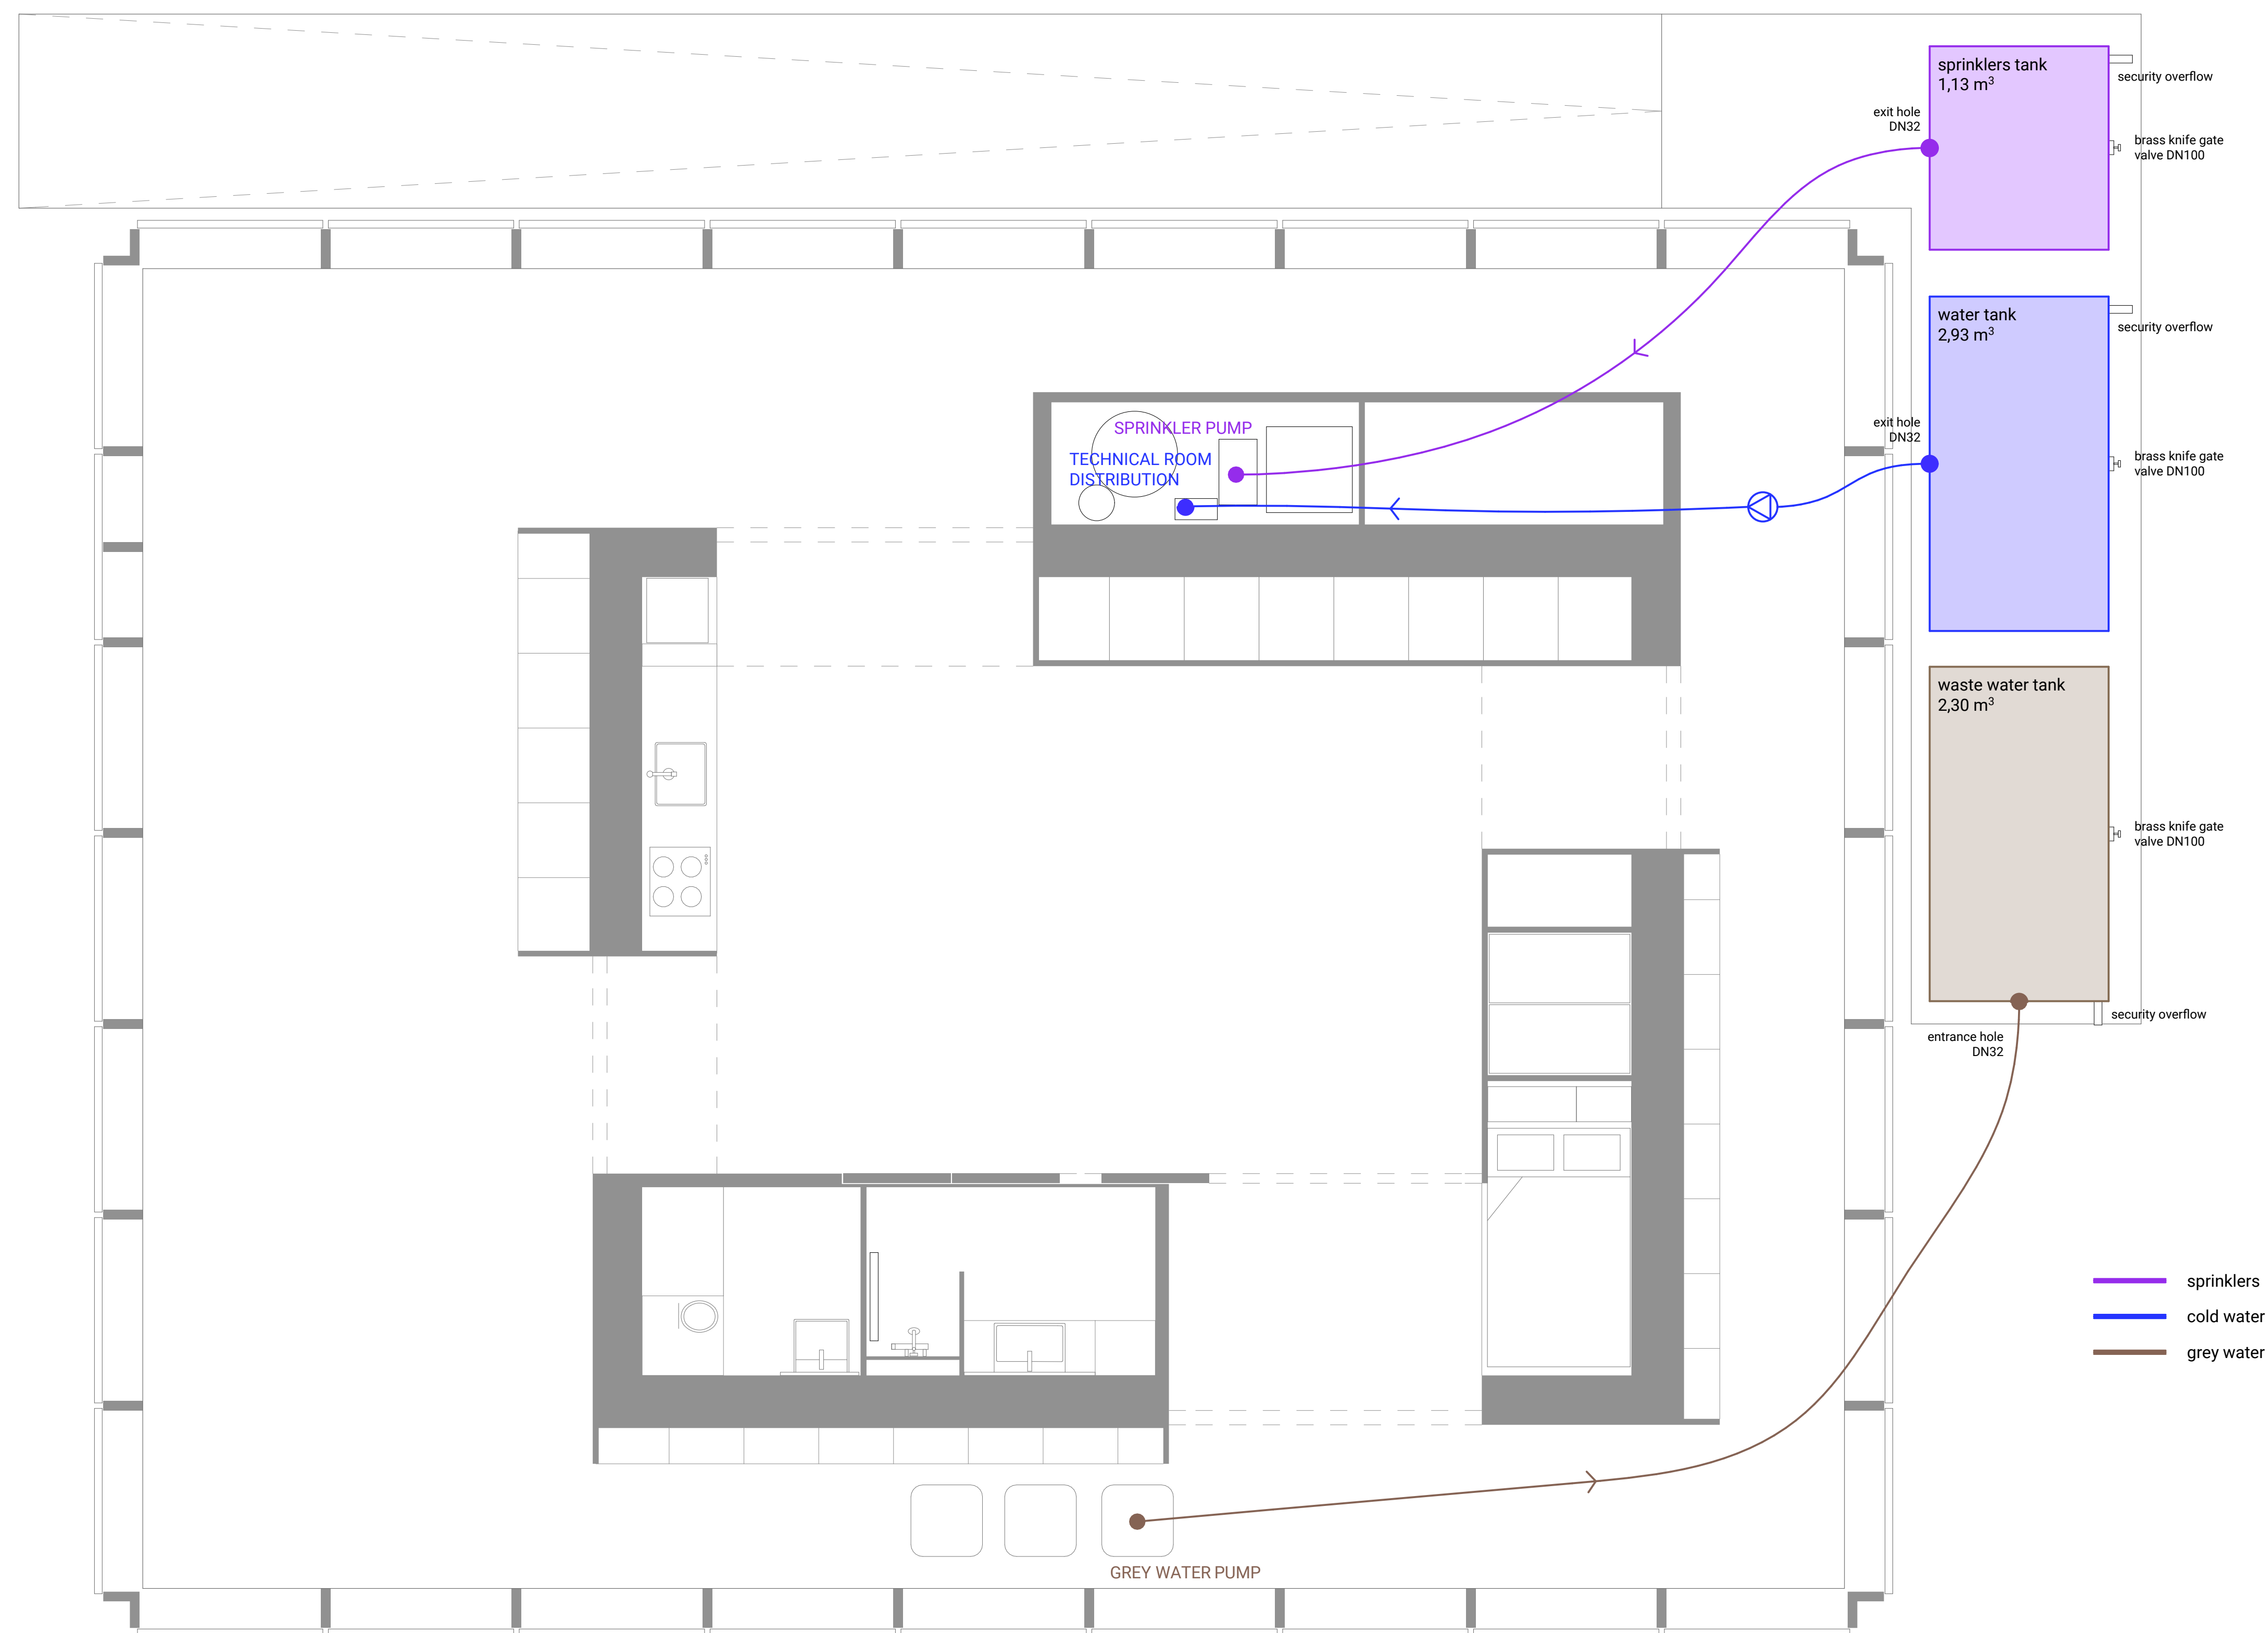 sprinklers tank
1,13 m³
security overflow
exit hole
DN32
brass knife gate
valve DN100
water tank
2,93 m³
security overflow
exit hole
DN32
brass knife gate
valve DN100
SPRINKLER PUMP
TECHNICAL ROOM
DISTRIBUTION
waste water tank
2,30 m³
brass knife gate
valve DN100
security overflow
entrance hole
DN32
sprinklers
cold water
grey water
GREY WATER PUMP